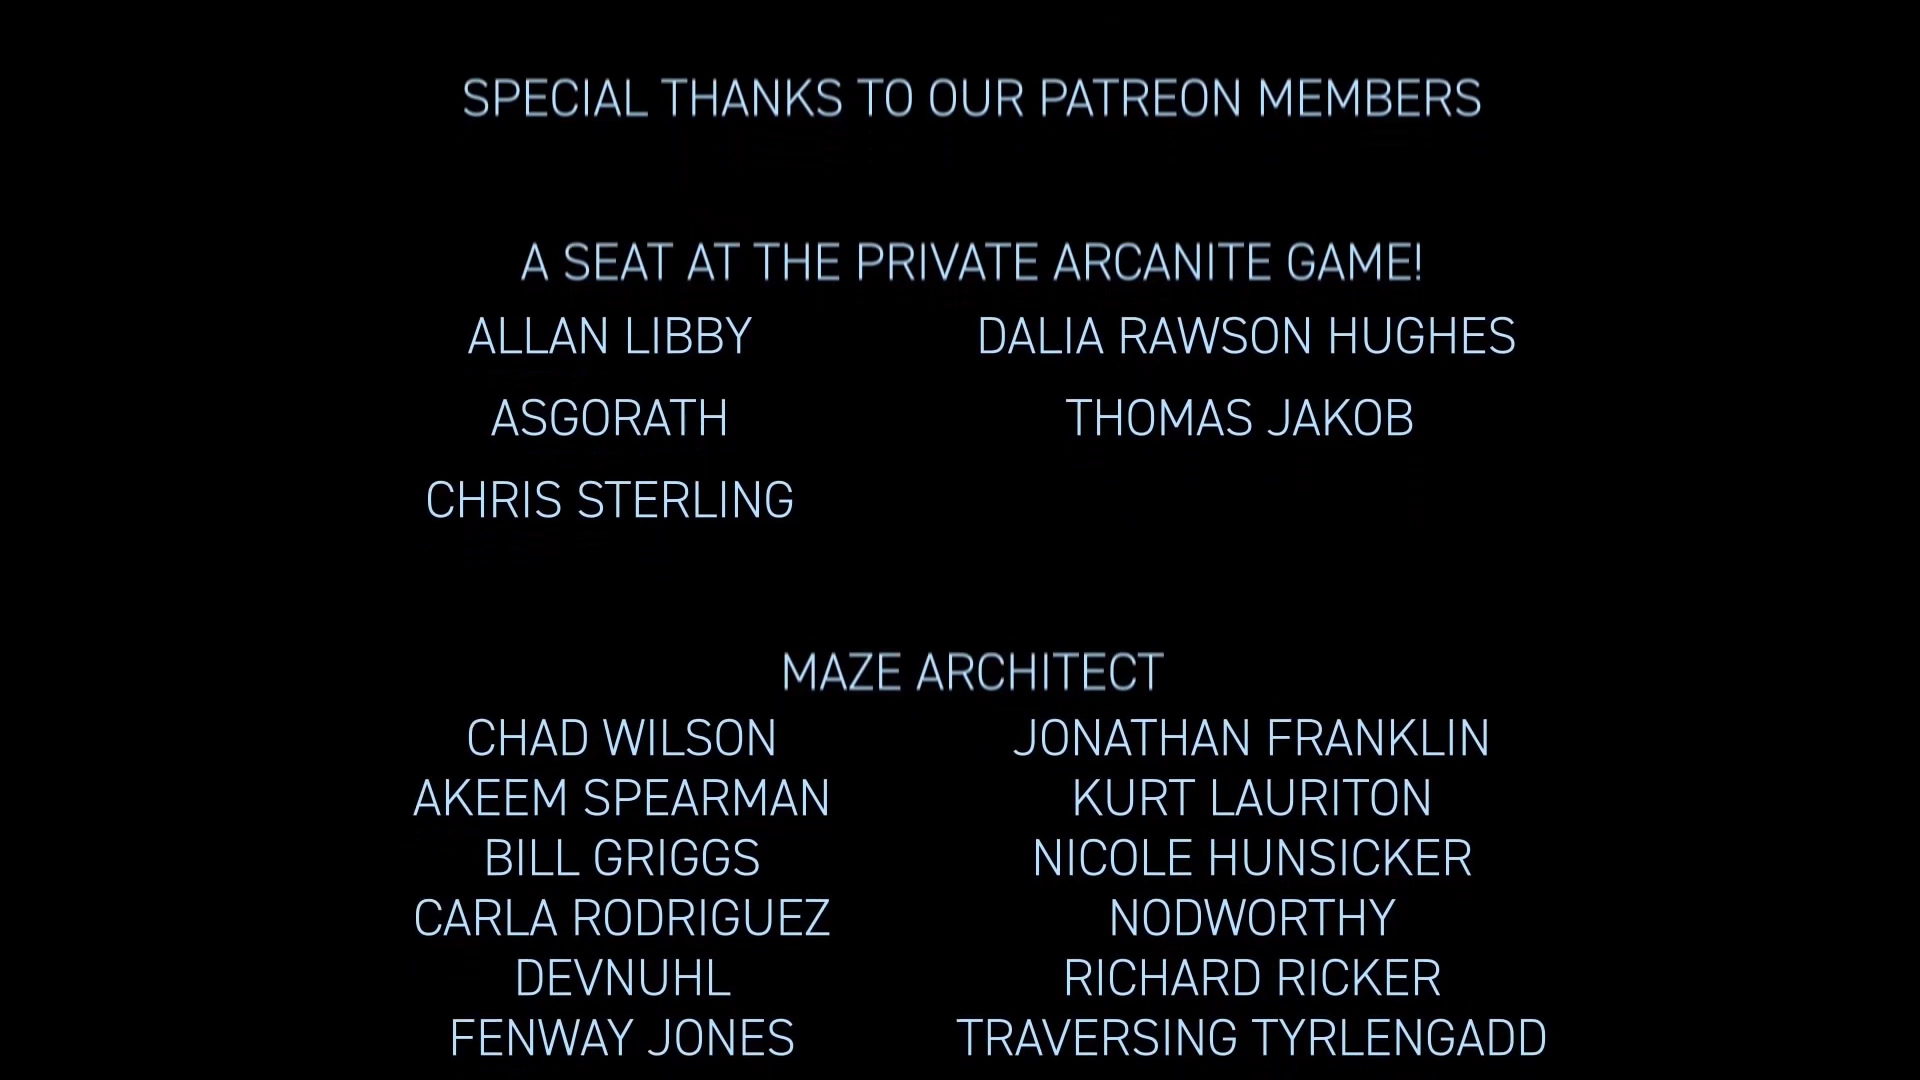 SPECIAL THANKS TO OUR PATREON MEMBERS
A SEAT AT THE PRIVATE ARCANITE GAME!
ALLAN LIBBY DALIA RAWSON HUGHES
ASGORATH THOMAS JAKOB
CHRIS STERLING
MAZE ARCHITECT
CHAD WILSON JONATHAN FRANKLIN
AKEEM SPEARMAN KURT LAURITON
BILL GRIGGS NICOLE HUNSICKER
CARLA RODRIGUEZ NODWORTHY
DEVNUHL RICHARD RICKER
FENWAY JONES TRAVERSING TYRLENGADD